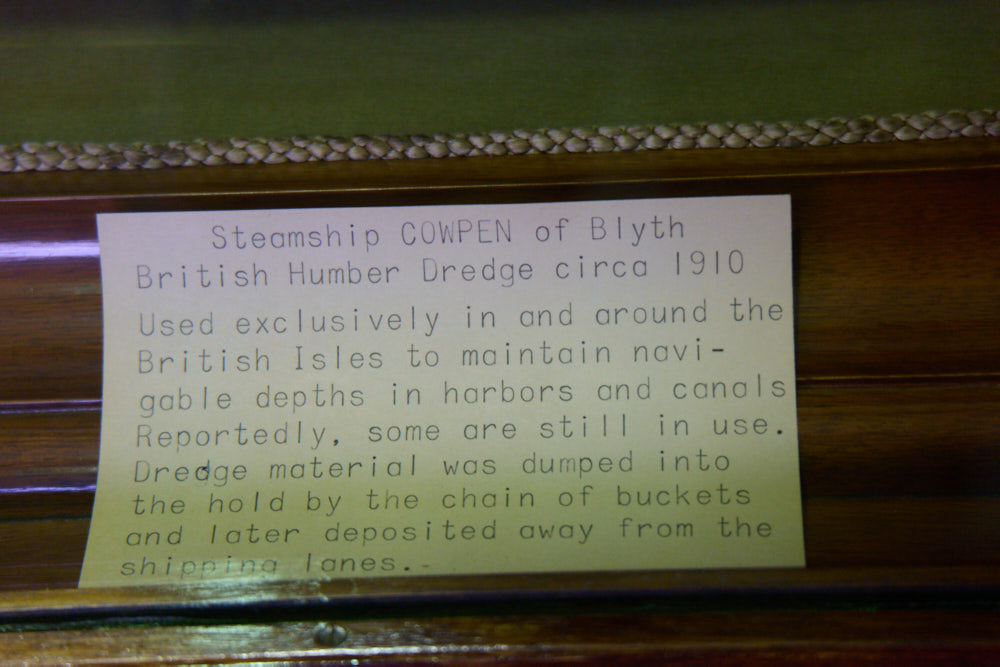 Steamship COWPEN of Blyth
British Humber Dredge circa 1910
Used exclusively in and around the
British Isles to maintain navi-
gable depths in harbors and canals
Reportedly, some are still in use.
Dredge material was dumped into
the hold by the chain of buckets
and later deposited away from the
shipping lanes.-